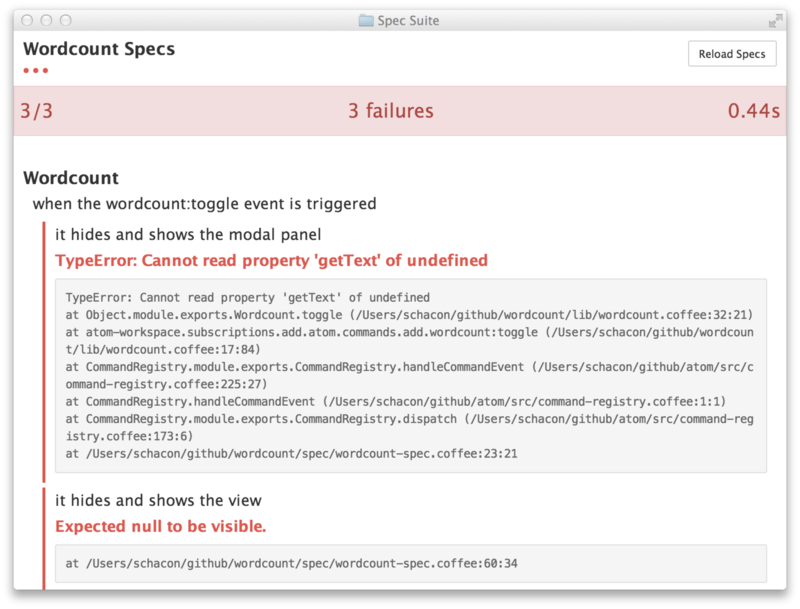 Spec Suite
Wordcount Specs
Reload Specs
3/3 3 failures 0.44s
Wordcount
when the wordcount:toggle event is triggered
it hides and shows the modal panel
TypeError: Cannot read property 'getText' of undefined
TypeError: Cannot read property 'getText' of undefined
at Object.module.exports.Wordcount.toggle (/Users/schacon/github/wordcount/lib/wordcount.coffee:32:21)
at atom-workspace.subscriptions.add.atom.commands.add.wordcount:toggle (/Users/schacon/github/wordcoun
t/lib/wordcount.coffee:17:84)
at CommandRegistry.module.exports.CommandRegistry.handleCommandEvent (/Users/schacon/github/atom/src/c
ommand-registry.coffee:225:27)
at CommandRegistry.handleCommandEvent (/Users/schacon/github/atom/src/command-registry.coffee:1:1)
at CommandRegistry.module.exports.CommandRegistry.dispatch (/Users/schacon/github/atom/src/command-reg
istry.coffee:173:6)
at /Users/schacon/github/wordcount/spec/wordcount-spec.coffee:23:21
it hides and shows the view
Expected null to be visible.
at /Users/schacon/github/wordcount/spec/wordcount-spec.coffee:60:34